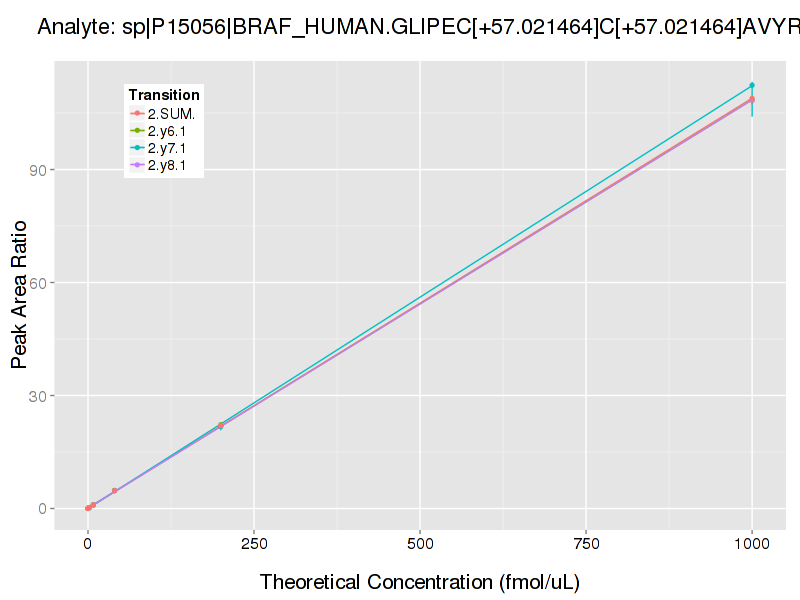 Analyte: sp|P15056|BRAF_HUMAN.GLIPEC[+57.021464]C[+57.021464]AVYR
Transition
2.SUM.
2.y6.1
2.y7.1
2.y8.1
Peak Area Ratio
90
60
30
0
0 250 500 750 1000
Theoretical Concentration (fmol/uL)